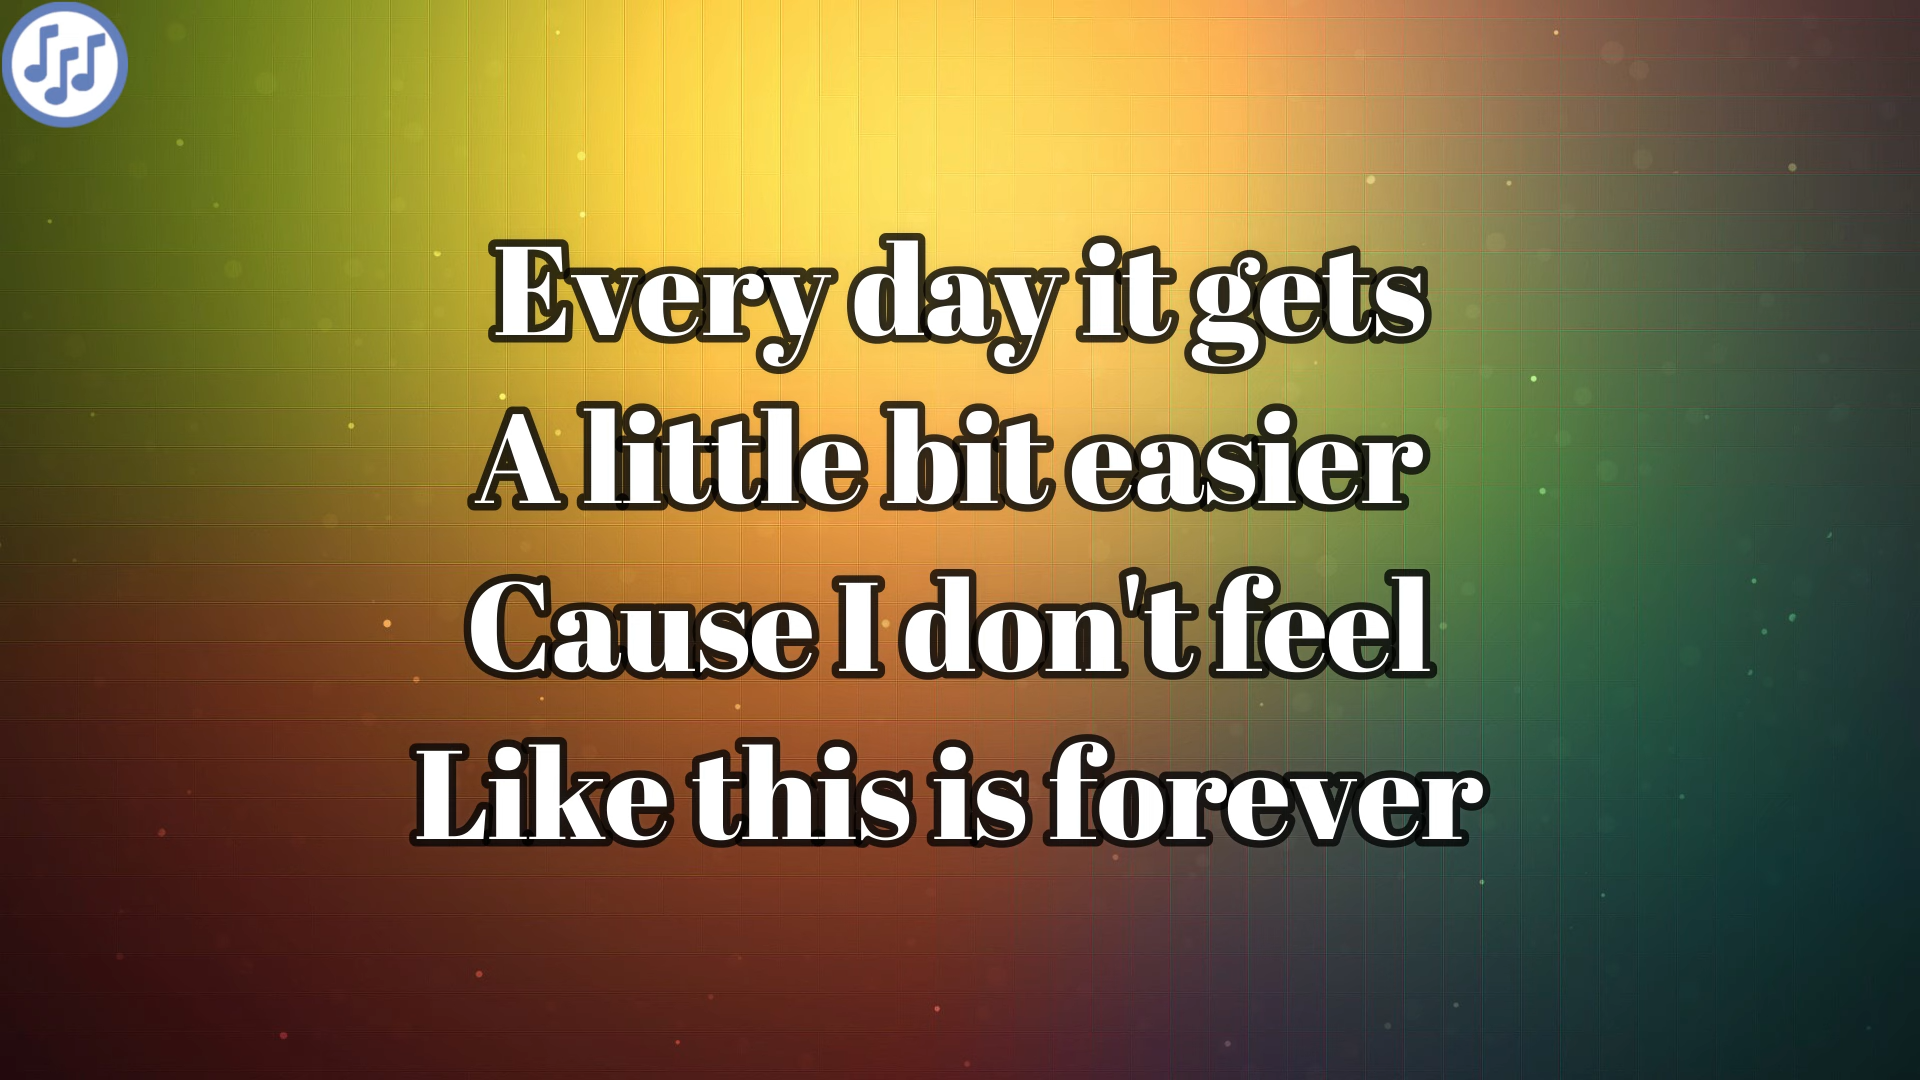 Every day it gets
A little bit easier
Cause I don't feel
Like this is forever